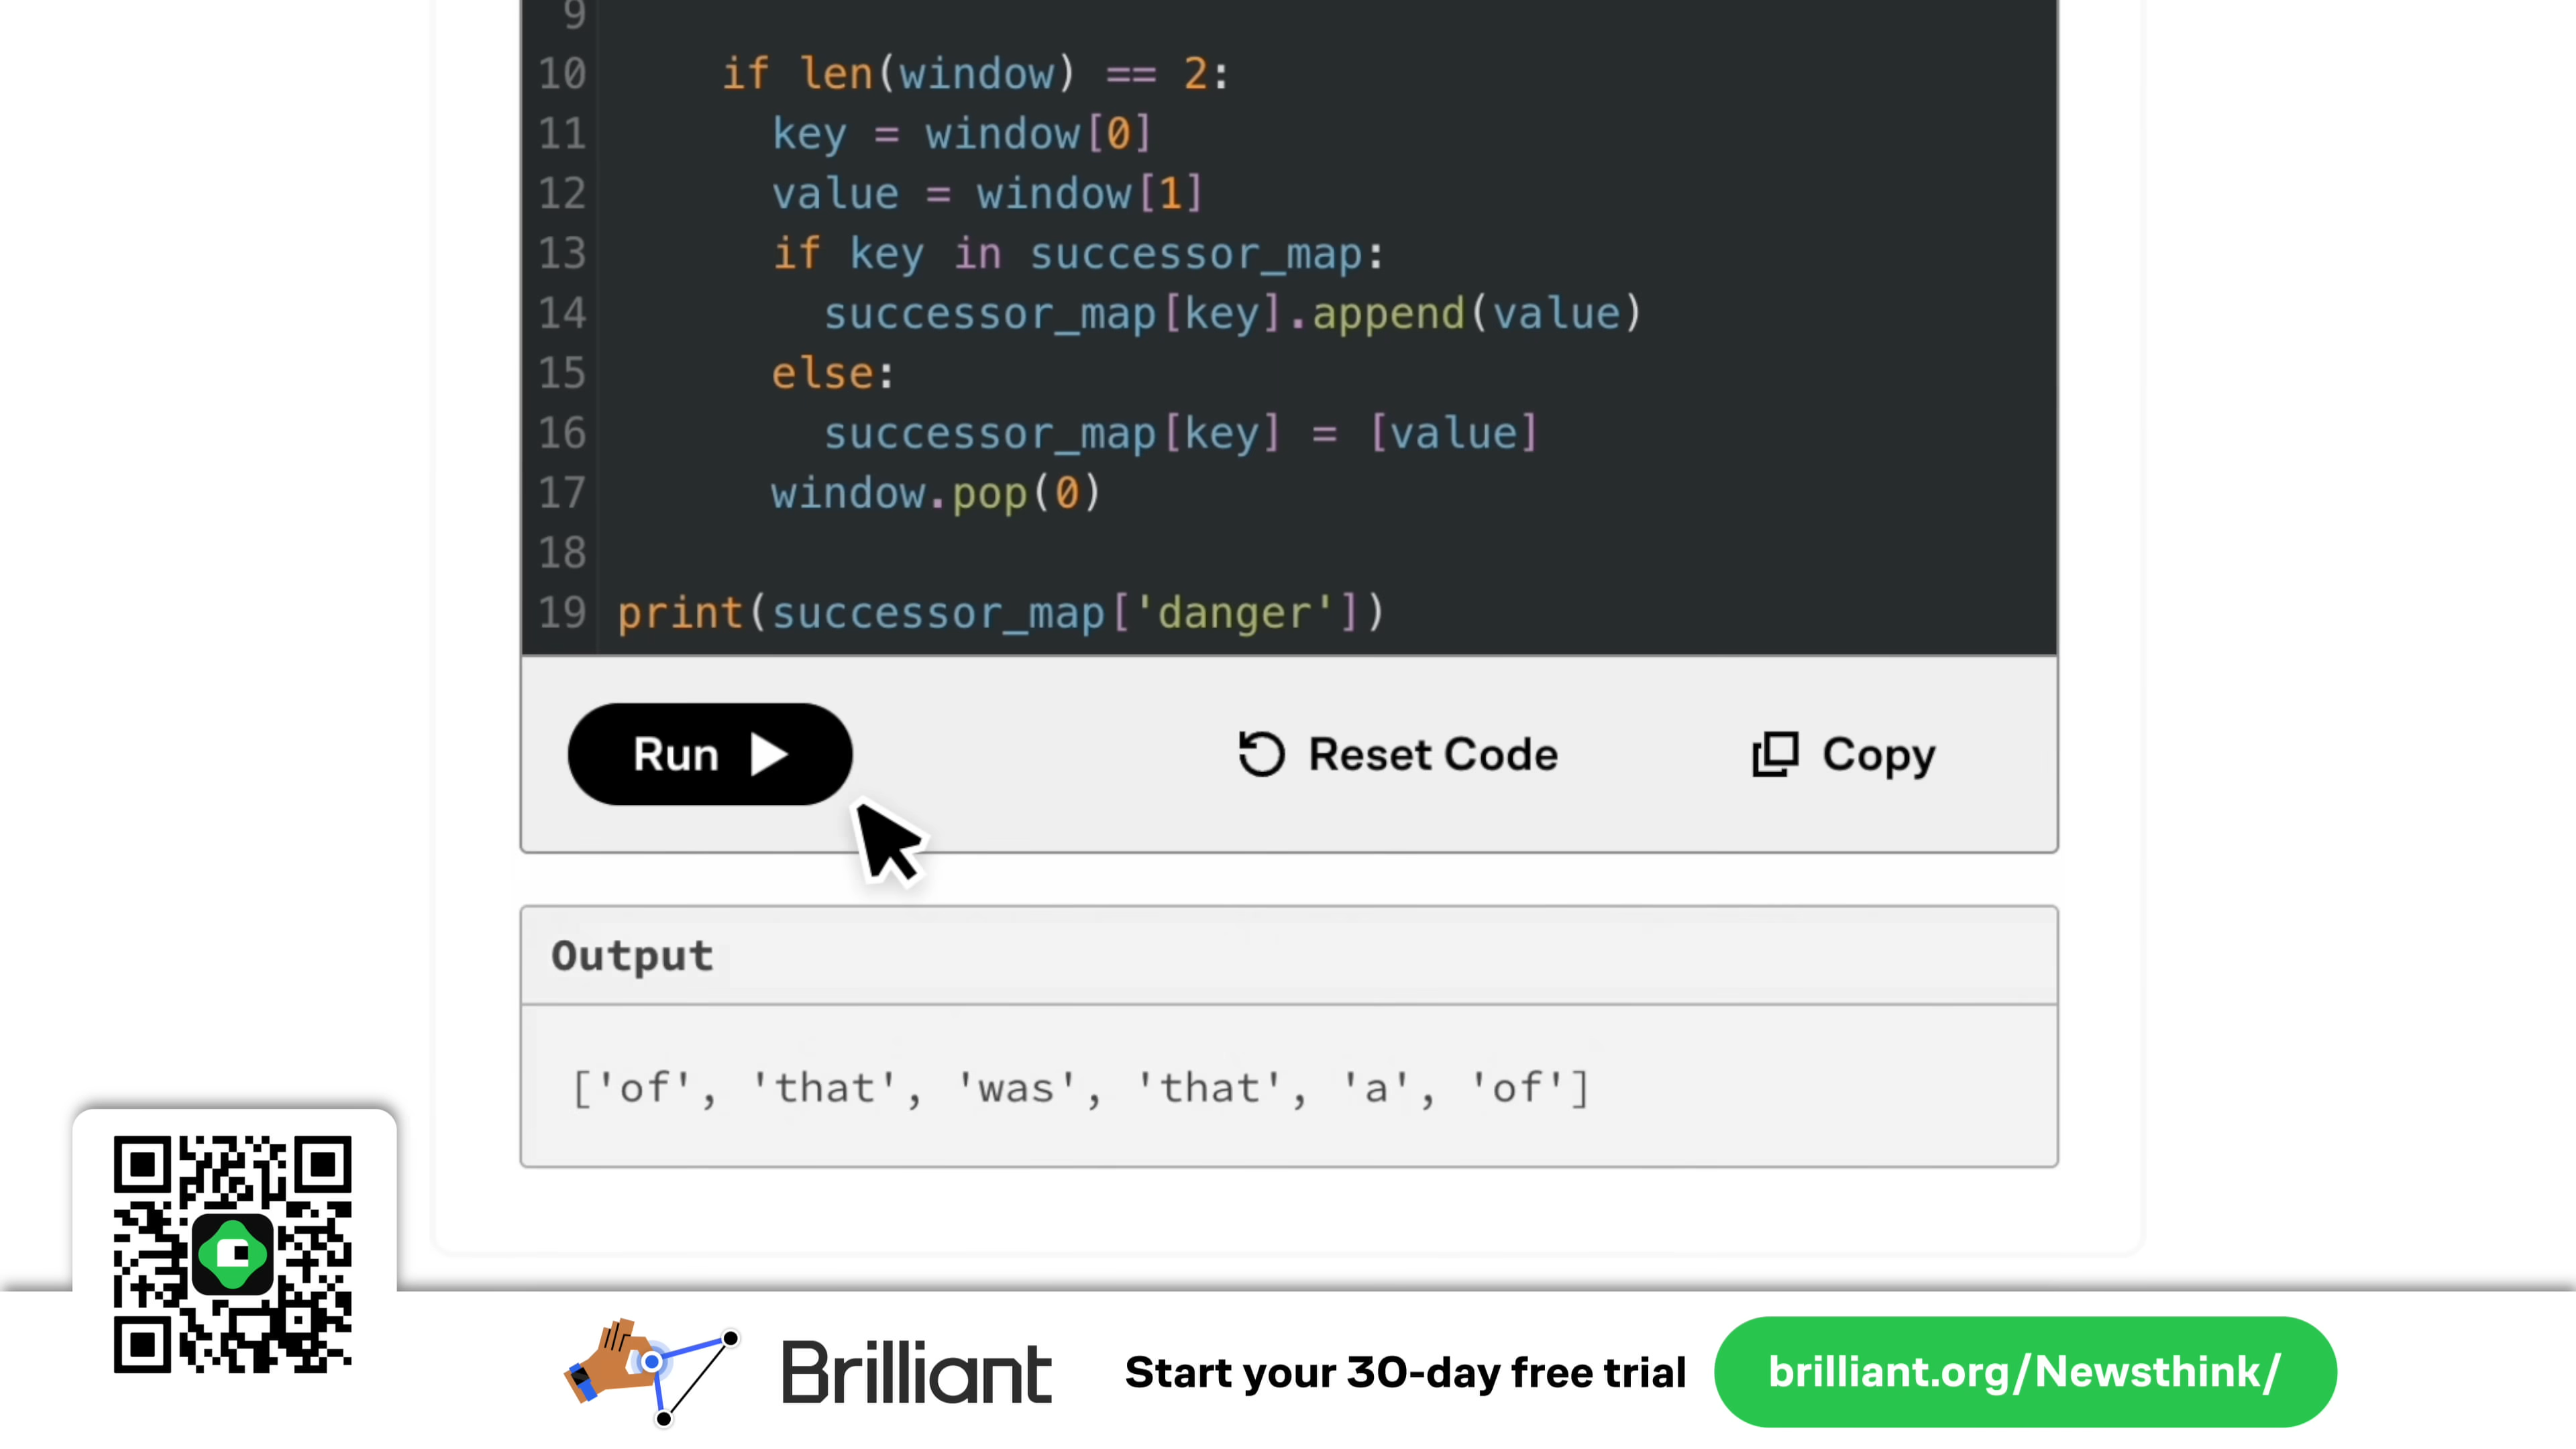 9
10 if len(window) == 2:
11 key = window[0]
12 value = window[1]
13 if key in successor_map:
14 successor_map[key].append(value)
15 else:
16 successor_map[key] = [value]
17 window.pop(0)
18
19 print(successor_map['danger'])
Run
Reset Code
Copy
Output
['of', 'that', 'was', 'that', 'a', 'of']
Brilliant
Start your 30-day free trial
brilliant.org/Newsthink/